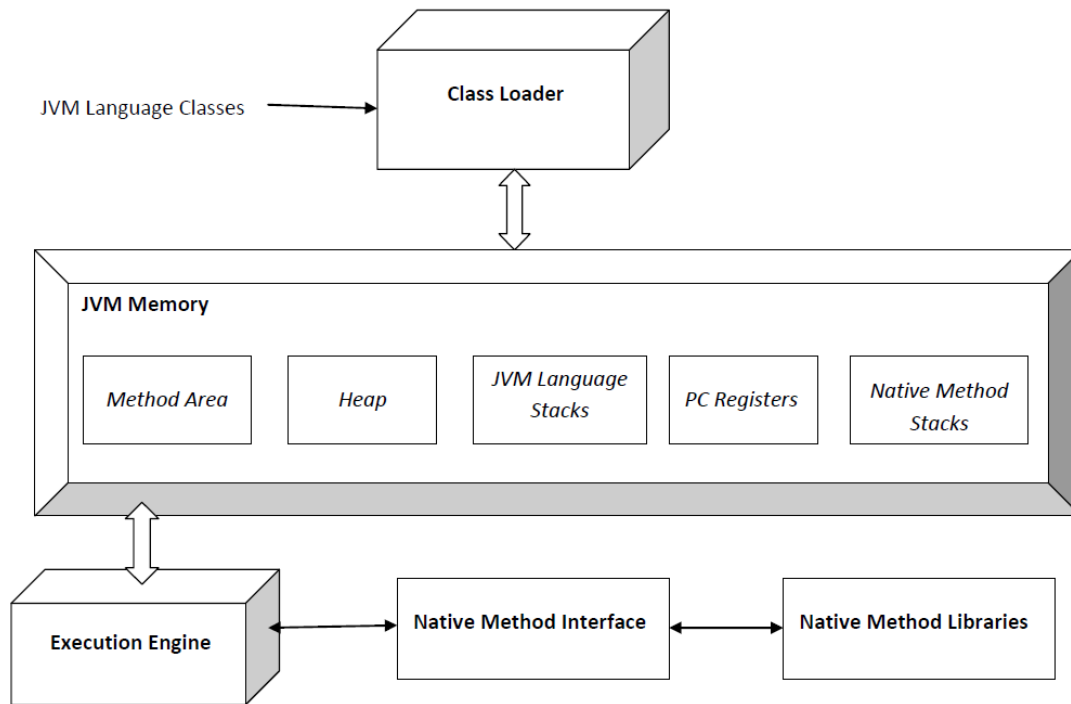 Class Loader
JVM Language Classes
JVM Memory
Method Area
Heap
JVM Language
Stacks
PC Registers
Native Method
Stacks
Execution Engine
Native Method Interface
Native Method Libraries